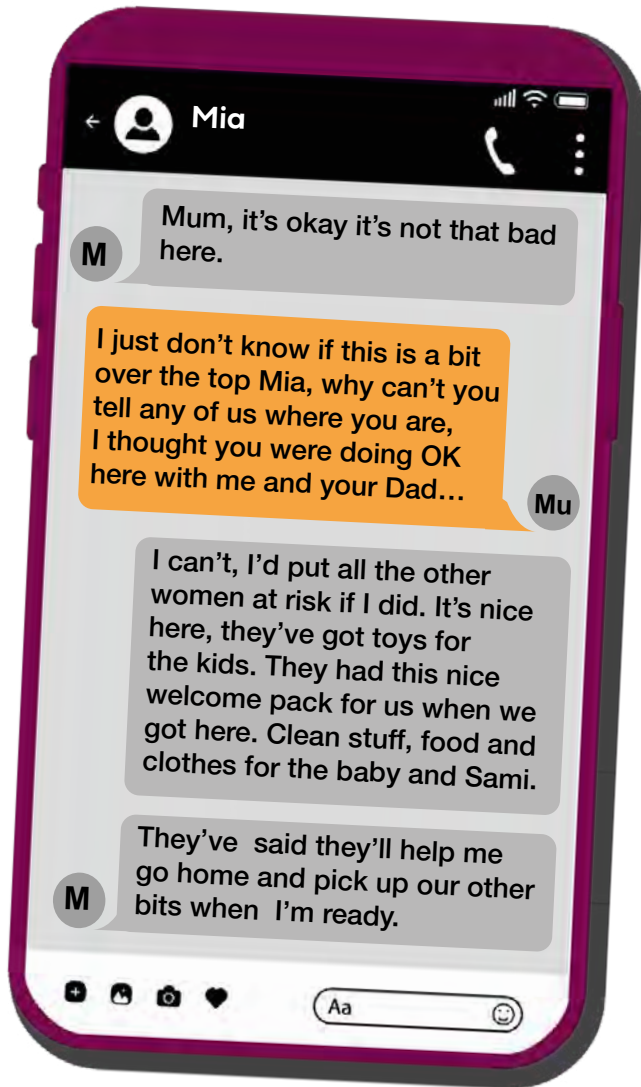 Mia
Mum, it’s okay it’s not that bad
here.
M
I just don’t know if this is a bit
over the top Mia, why can’t you
tell any of us where you are,
I thought you were doing OK
here with me and your Dad…
Mu
I can’t, I’d put all the other
women at risk if I did. It’s nice
here, they’ve got toys for
the kids. They had this nice
welcome pack for us when we
got here. Clean stuff, food and
clothes for the baby and Sami.
They’ve  said they’ll help me
go home and pick up our other
bits when  I’m ready.
M
Aa